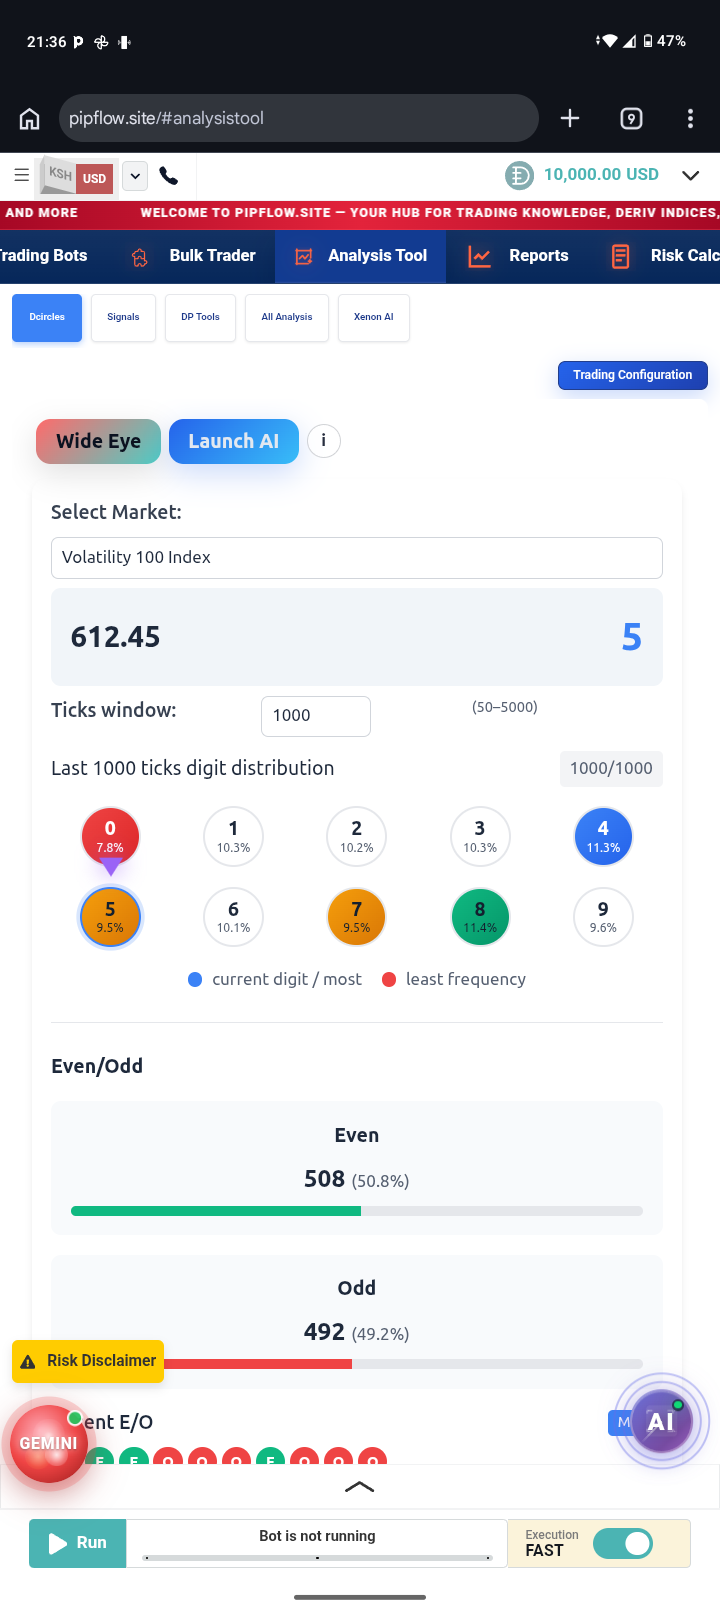 21:36
47%
pipflow.site/#analysistool
9
KSH
USD
10,000.00 USD
AND MORE WELCOME TO PIPFLOW.SITE — YOUR HUB FOR TRADING KNOWLEDGE, DERIV INDICES,
rading Bots Bulk Trader Analysis Tool Reports Risk Calc
Dcircles Signals DP Tools All Analysis Xenon AI
Trading Configuration
Wide Eye Launch AI i
Select Market:
Volatility 100 Index
612.45 5
Ticks window: 1000 (50–5000)
Last 1000 ticks digit distribution 1000/1000
0 1 2 3 4
7.8% 10.3% 10.2% 10.3% 11.3%
5 6 7 8 9
9.5% 10.1% 9.5% 11.4% 9.6%
current digit / most least frequency
Even/Odd
Even
508 (50.8%)
Odd
492 (49.2%)
Risk Disclaimer
ent E/O M AI
GEMINI
E E O O O E O O O
Run
Bot is not running
Execution
FAST